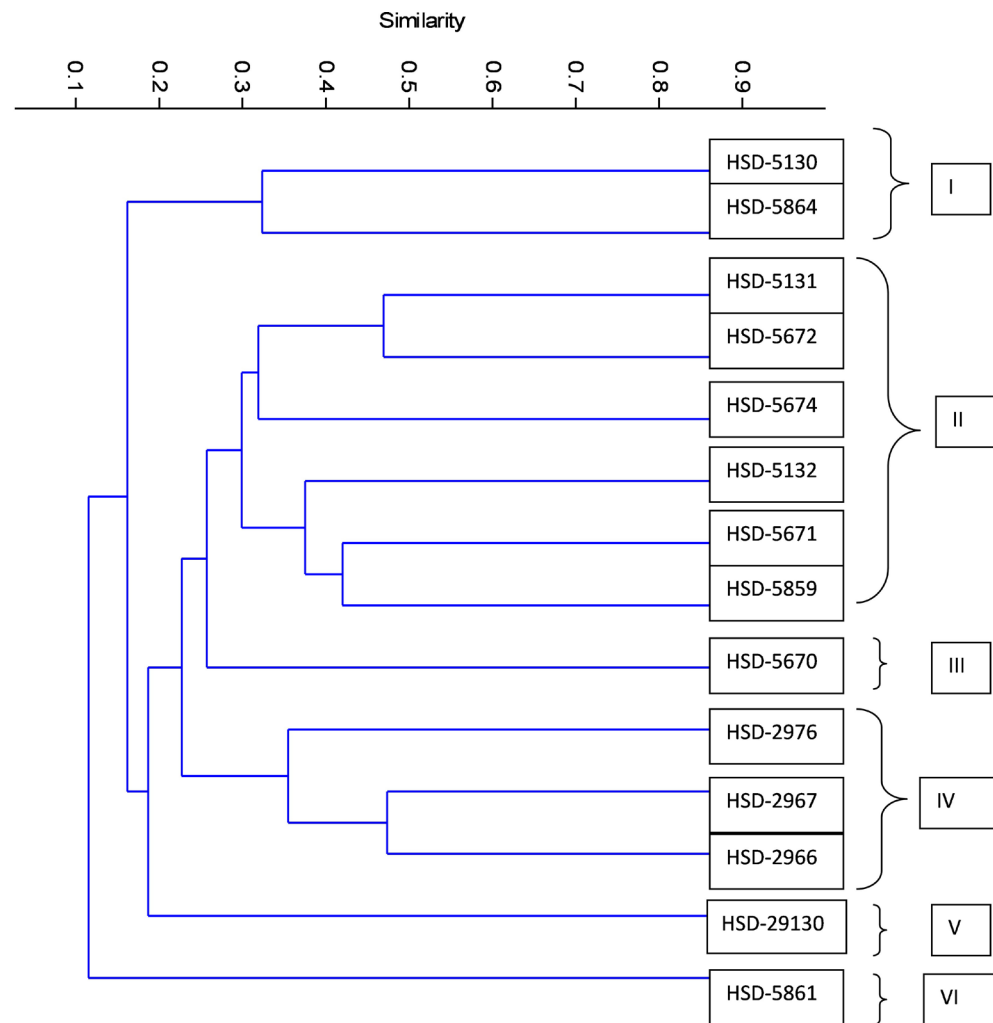 Similarity
0.1 0.2 0.3 0.4 0.5 0.6 0.7 0.8 0.9
HSD-5130
I
HSD-5864
HSD-5131
HSD-5672
HSD-5674
II
HSD-5132
HSD-5671
HSD-5859
HSD-5670
III
HSD-2976
HSD-2967
IV
HSD-2966
HSD-29130
V
HSD-5861
VI